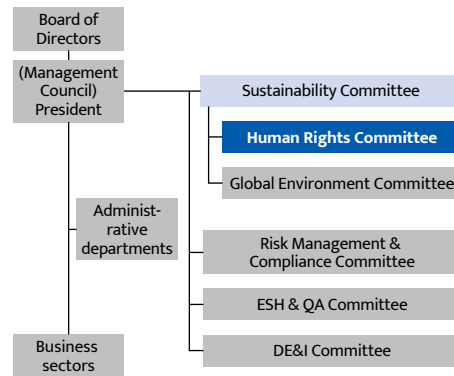 Board of
Directors
(Management
Council)
President
Sustainability Committee
Human Rights Committee
Global Environment Committee
Administ-
rative
departments
Risk Management &
Compliance Committee
ESH & QA Committee
DE&I Committee
Business
sectors